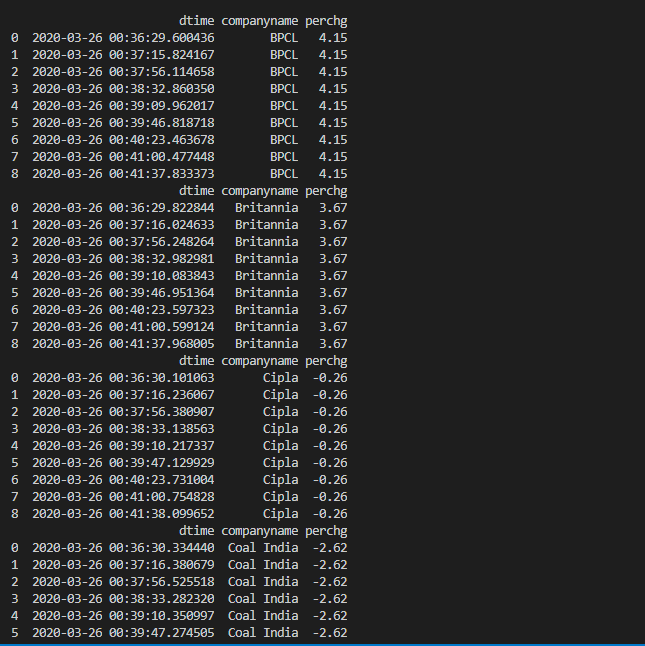 dtime companyname perchg
0 2020-03-26 00:36:29.600436 BPCL 4.15
1 2020-03-26 00:37:15.824167 BPCL 4.15
2 2020-03-26 00:37:56.114658 BPCL 4.15
3 2020-03-26 00:38:32.860350 BPCL 4.15
4 2020-03-26 00:39:09.962017 BPCL 4.15
5 2020-03-26 00:39:46.818718 BPCL 4.15
6 2020-03-26 00:40:23.463678 BPCL 4.15
7 2020-03-26 00:41:00.477448 BPCL 4.15
8 2020-03-26 00:41:37.833373 BPCL 4.15
dtime companyname perchg
0 2020-03-26 00:36:29.822844 Britannia 3.67
1 2020-03-26 00:37:16.024633 Britannia 3.67
2 2020-03-26 00:37:56.248264 Britannia 3.67
3 2020-03-26 00:38:32.982981 Britannia 3.67
4 2020-03-26 00:39:10.083843 Britannia 3.67
5 2020-03-26 00:39:46.951364 Britannia 3.67
6 2020-03-26 00:40:23.597323 Britannia 3.67
7 2020-03-26 00:41:00.599124 Britannia 3.67
8 2020-03-26 00:41:37.968005 Britannia 3.67
dtime companyname perchg
0 2020-03-26 00:36:30.101063 Cipla -0.26
1 2020-03-26 00:37:16.236067 Cipla -0.26
2 2020-03-26 00:37:56.380907 Cipla -0.26
3 2020-03-26 00:38:33.138563 Cipla -0.26
4 2020-03-26 00:39:10.217337 Cipla -0.26
5 2020-03-26 00:39:47.129929 Cipla -0.26
6 2020-03-26 00:40:23.731004 Cipla -0.26
7 2020-03-26 00:41:00.754828 Cipla -0.26
8 2020-03-26 00:41:38.099652 Cipla -0.26
dtime companyname perchg
0 2020-03-26 00:36:30.334440 Coal India -2.62
1 2020-03-26 00:37:16.380679 Coal India -2.62
2 2020-03-26 00:37:56.525518 Coal India -2.62
3 2020-03-26 00:38:33.282320 Coal India -2.62
4 2020-03-26 00:39:10.350997 Coal India -2.62
5 2020-03-26 00:39:47.274505 Coal India -2.62